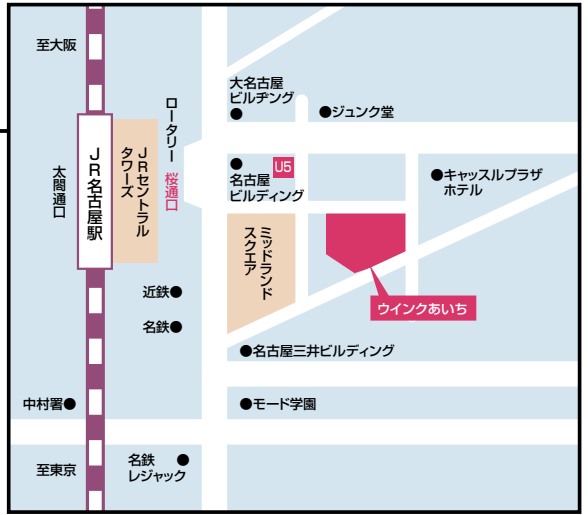 至大阪
大名古屋
ビルヂング
ジュンク堂
ロータリー
桜通口
JRセントラル
タワーズ
JR名古屋駅
太閤通口
U5
名古屋
ビルディング
キャッスルプラザ
ホテル
ミッドランド
スクエア
近鉄
名鉄
ウインクあいち
名古屋三井ビルディング
中村署
モード学園
至東京
名鉄
レジャック